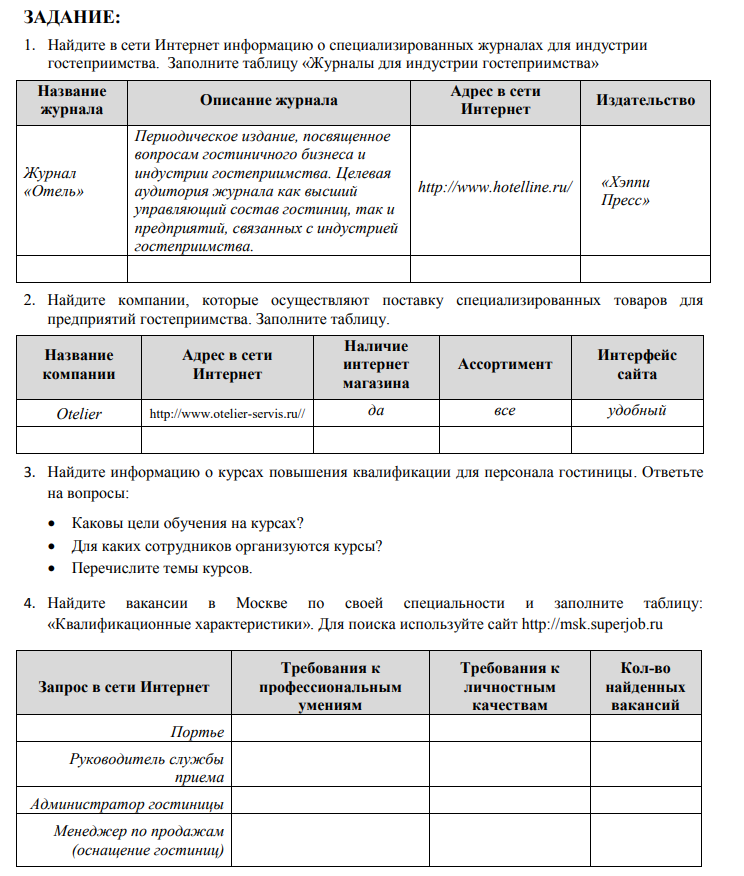 ЗАДАНИЕ:
1. Найдите в сети Интернет информацию о специализированных журналах для индустрии
гостеприимства. Заполните таблицу «Журналы для индустрии гостеприимства»
Название
журнала
Описание журнала
Адрес в сети
Интернет
Издательство
Журнал
«Отель»
Периодическое издание, посвященное
вопросам гостиничного бизнеса и
индустрии гостеприимства. Целевая
аудитория журнала как высший
управляющий состав гостиниц, так и
предприятий, связанных с индустрией
гостеприимства.
http://www.hotelline.ru/
«Хэппи
Пресс»
2. Найдите компании, которые осуществляют поставку специализированных товаров для
предприятий гостеприимства. Заполните таблицу.
Название
компании
Адрес в сети
Интернет
Наличие
интернет
магазина
Ассортимент
Интерфейс
сайта
Otelier
http://www.otelier-servis.ru//
да
все
удобный
3. Найдите информацию о курсах повышения квалификации для персонала гостиницы. Ответьте
на вопросы:
• Каковы цели обучения на курсах?
• Для каких сотрудников организуются курсы?
• Перечислите темы курсов.
4. Найдите вакансии в Москве по своей специальности и заполните таблицу:
«Квалификационные характеристики». Для поиска используйте сайт http://msk.superjob.ru
Запрос в сети Интернет
Требования к
профессиональным
умениям
Требования к
личностным
качествам
Кол-во
найденных
вакансий
Портье
Руководитель службы
приема
Администратор гостиницы
Менеджер по продажам
(оснащение гостиниц)